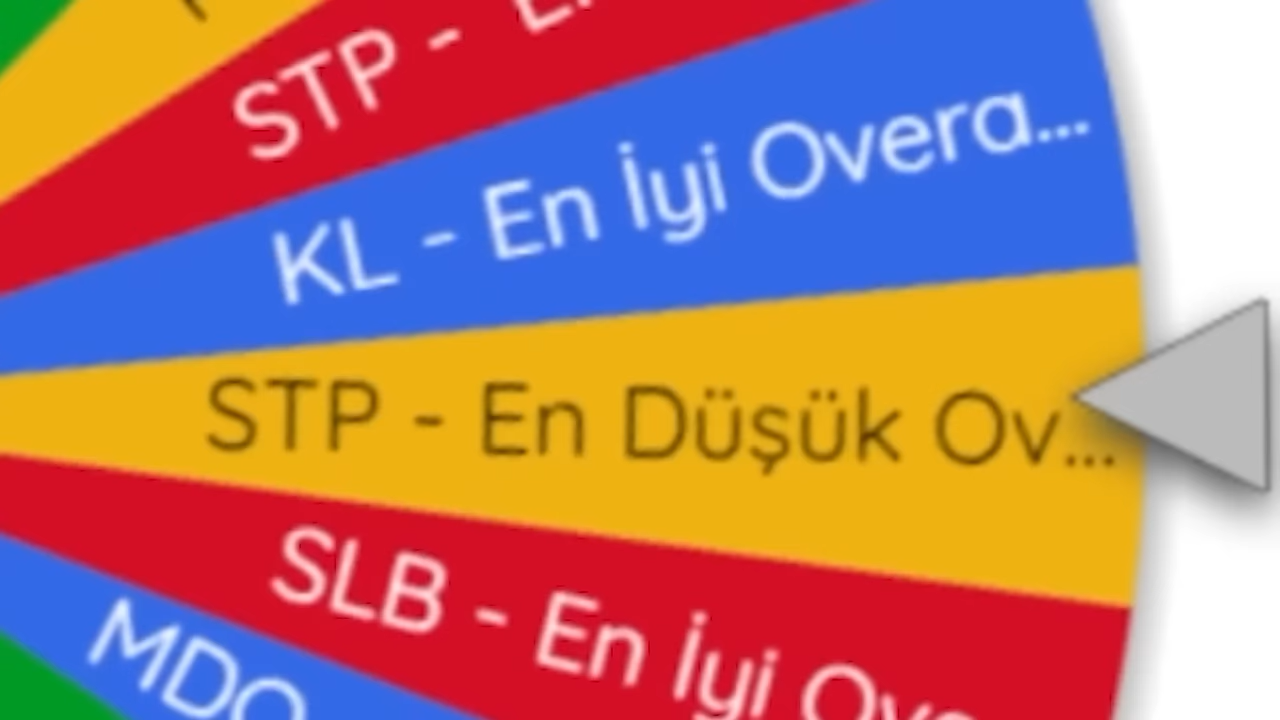 STP -
KL - En İyi Overa...
STP - En Düşük Ov...
SLB - En İyi